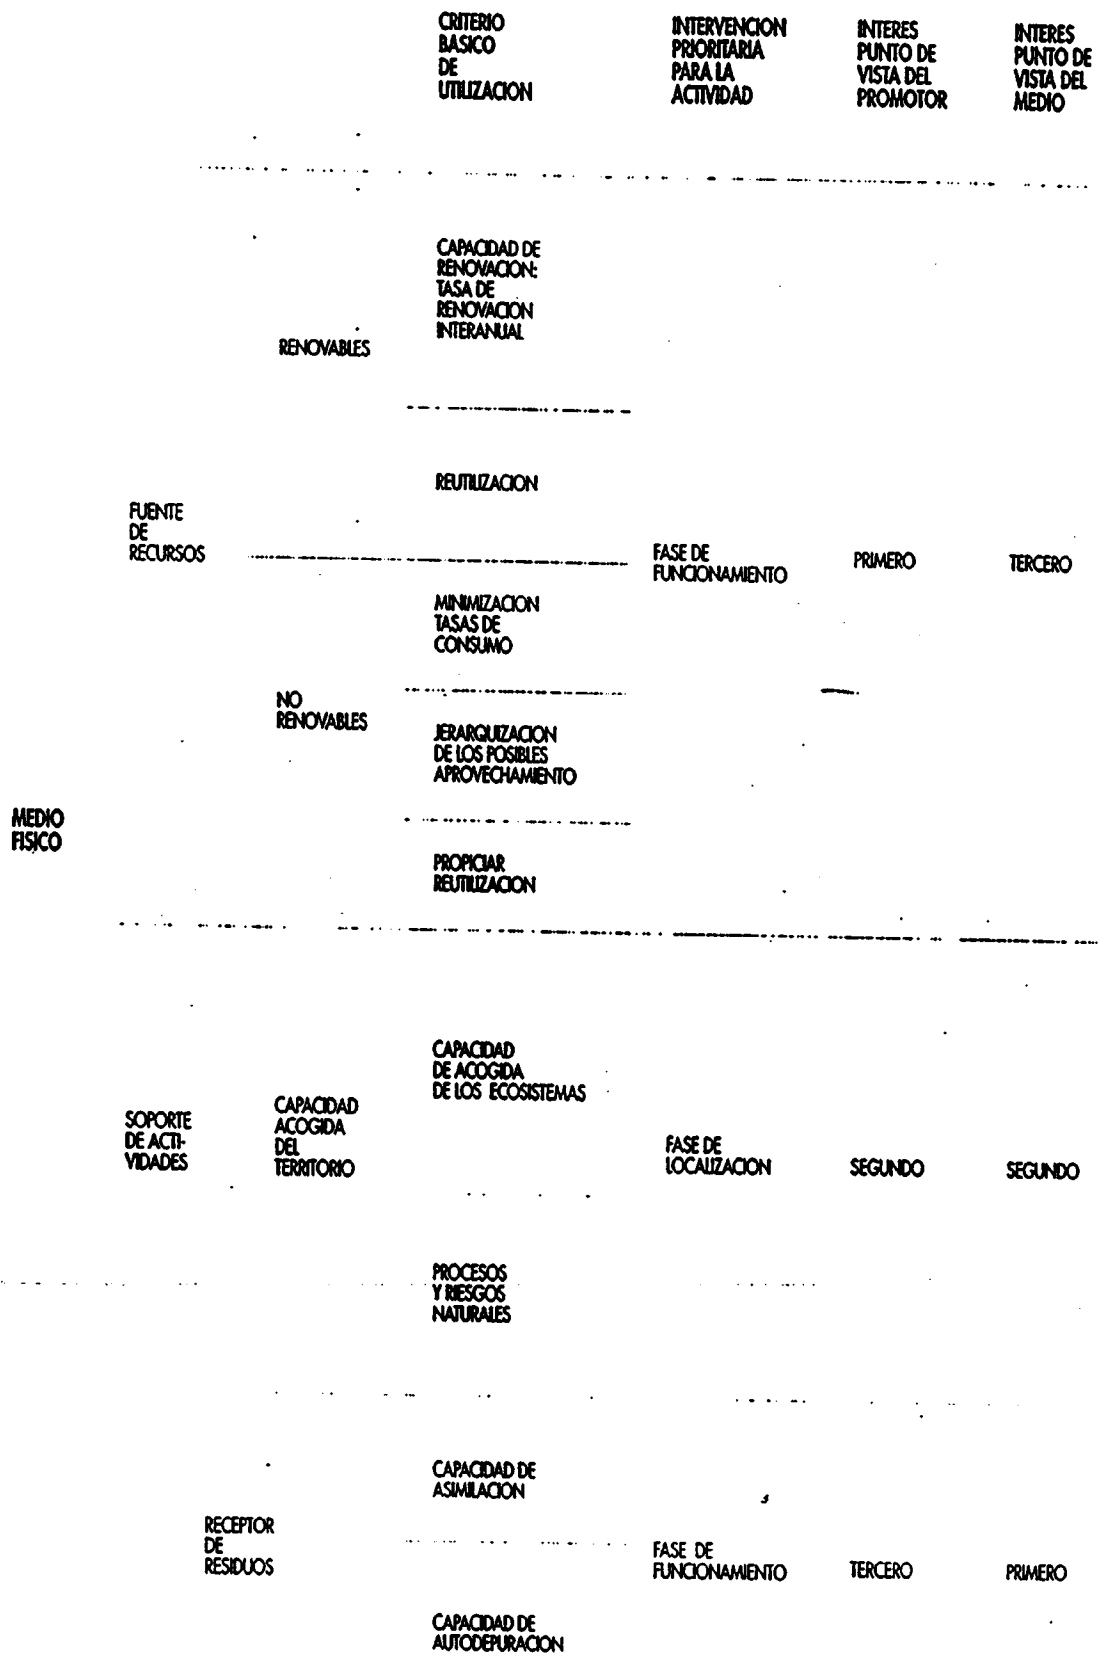 CRITERIO
BASICO
DE
UTILIZACION
INTERVENCION
PRIORITARIA
PARA LA
ACTIVIDAD
INTERES
PUNTO DE
VISTA DEL
PROMOTOR
INTERES
PUNTO DE
VISTA DEL
MEDIO
MEDIO
FISICO
FUENTE
DE
RECURSOS
RENOVABLES
CAPACIDAD DE
RENOVACION:
TASA DE
RENOVACION
INTERANUAL
REUTILIZACION
NO
RENOVABLES
MINIMIZACION
TASAS DE
CONSUMO
JERARQUIZACION
DE LOS POSIBLES
APROVECHAMIENTO
PROPICIAR
REUTILIZACION
FASE DE
FUNCIONAMIENTO
PRIMERO
TERCERO
SOPORTE
DE ACTI-
VIDADES
CAPACIDAD
ACOGIDA
DEL
TERRITORIO
CAPACIDAD
DE ACOGIDA
DE LOS ECOSISTEMAS
PROCESOS
Y RIESGOS
NATURALES
FASE DE
LOCALIZACION
SEGUNDO
SEGUNDO
RECEPTOR
DE
RESIDUOS
CAPACIDAD DE
ASIMILACION
CAPACIDAD DE
AUTODEPURACION
FASE DE
FUNCIONAMIENTO
TERCERO
PRIMERO